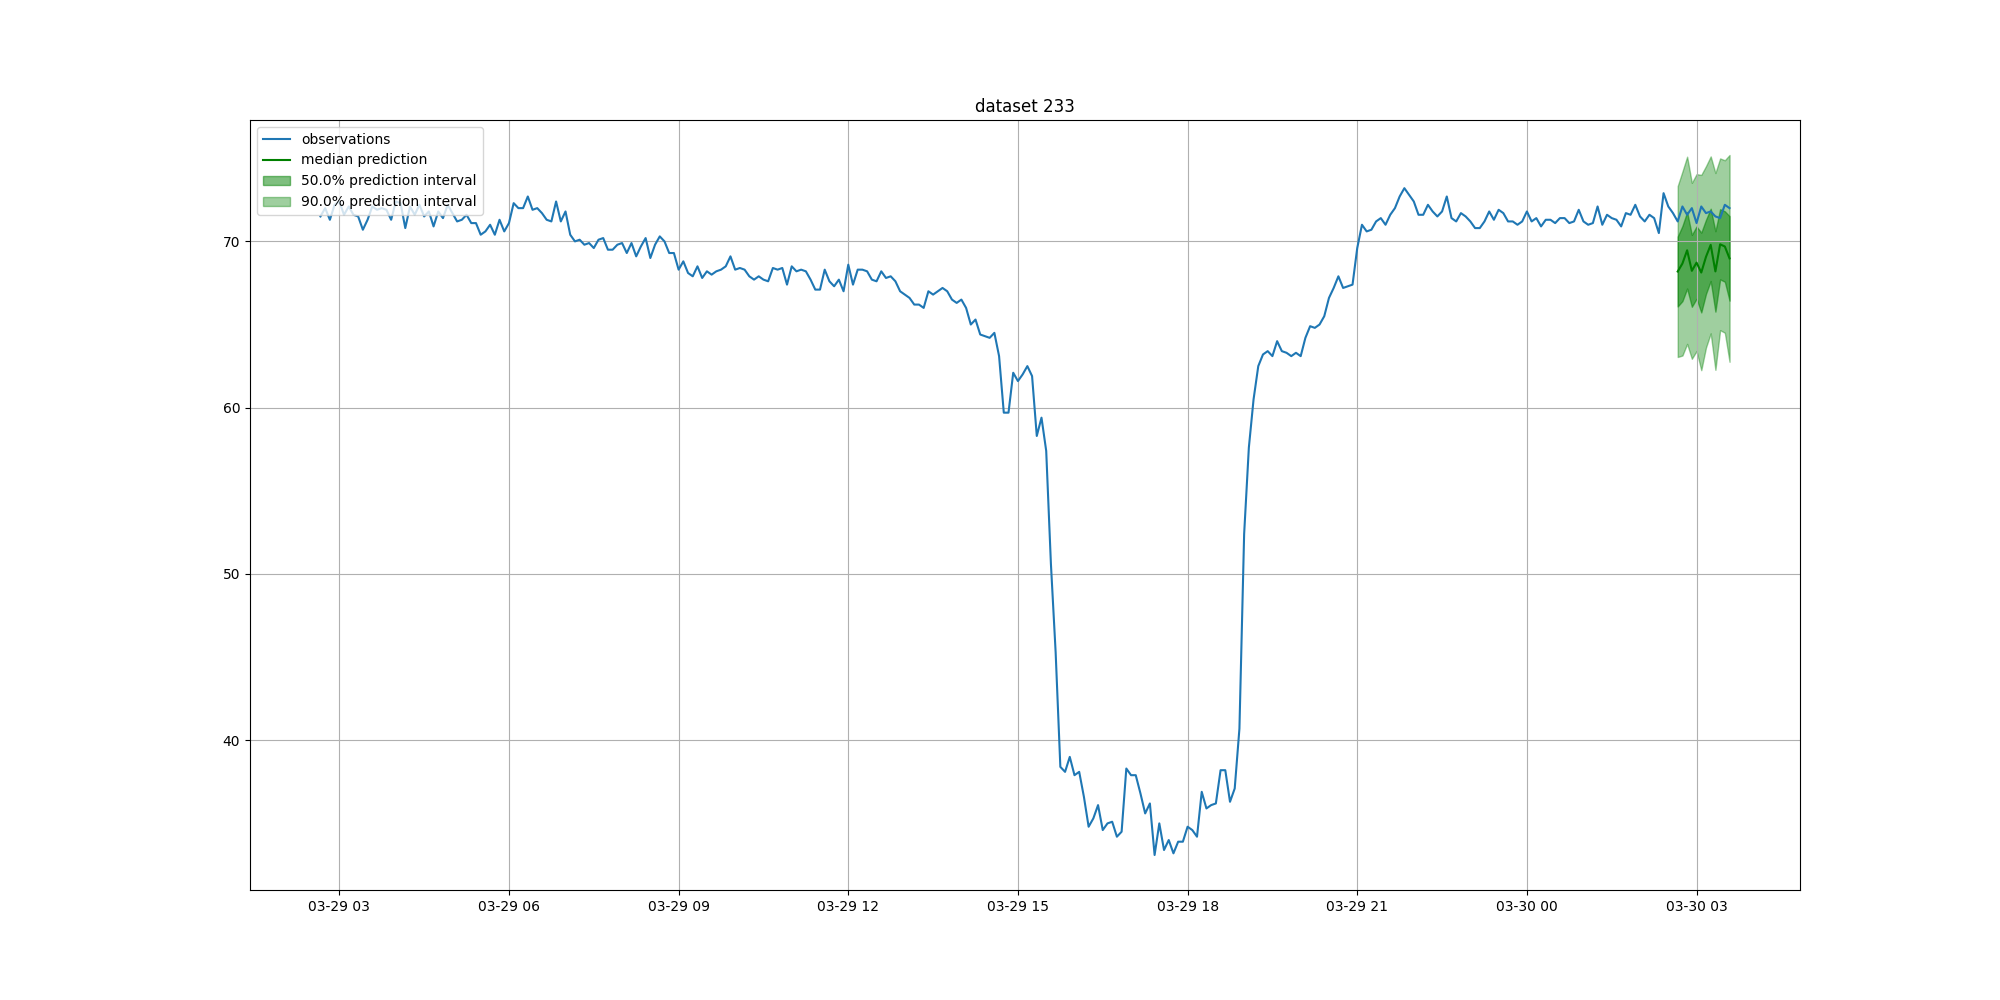 dataset 233
observations
median prediction
50.0% prediction interval
90.0% prediction interval
70
60
50
40
03-29 03
03-29 06
03-29 09
03-29 12
03-29 15
03-29 18
03-29 21
03-30 00
03-30 03